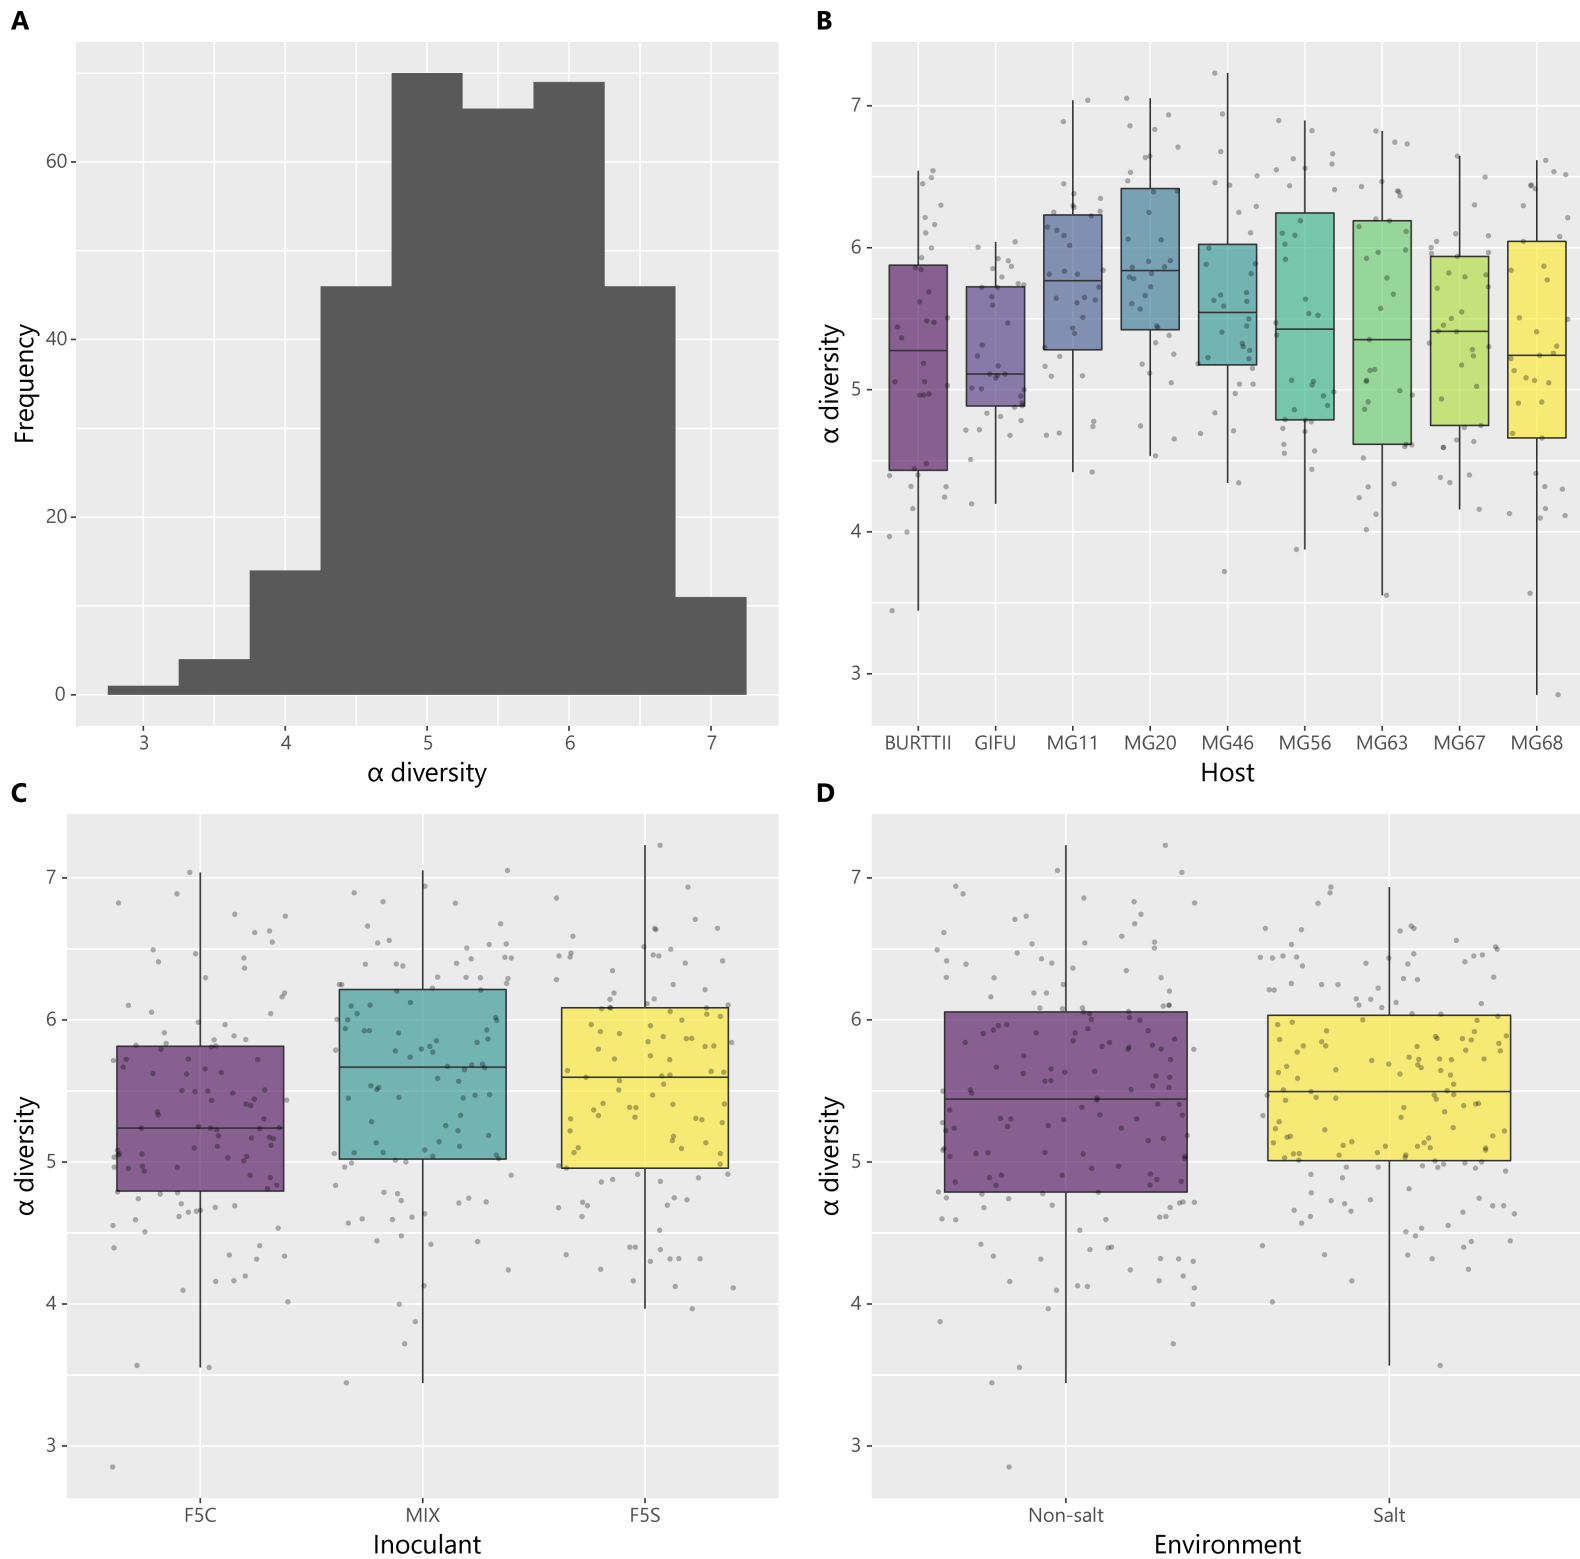 A
Frequency
60
40
20
0
3 4 5 6 7
α diversity
B
α diversity
7
6
5
4
3
BURTTII GIFU MG11 MG20 MG46 MG56 MG63 MG67 MG68
Host
C
α diversity
7
6
5
4
3
F5C MIX F5S
Inoculant
D
α diversity
7
6
5
4
3
Non-salt Salt
Environment